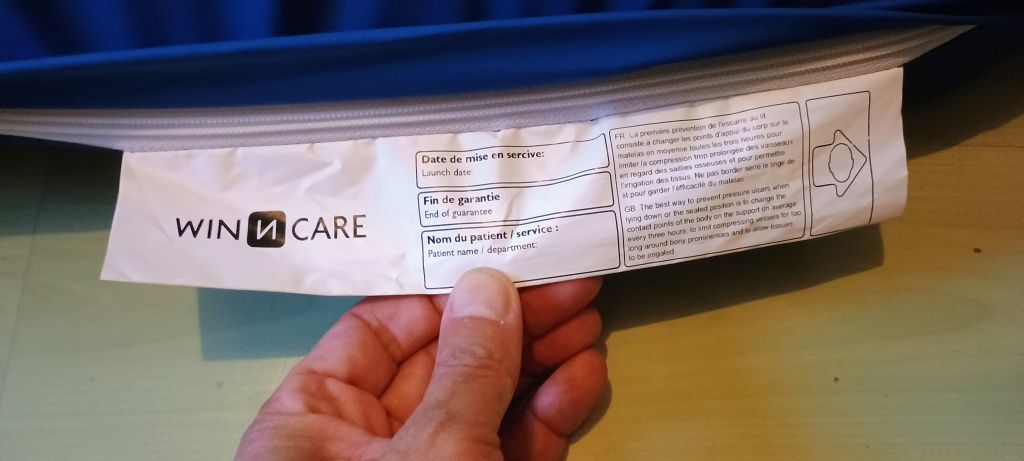 WIN И CARE
Date de mise en sercive:
Launch date:
Fin de garantie
End of guarantee
Nom du patient / service :
Patient name / department:
FR La première prévention de l'escarre au lit
consiste à changer les points d'appui du corp sur le
matelas en moyenne toutes les trois heures pour
limiter la compression trop prolongée des vaisseaux
en regard des saillies osseuses et pour permettre
l'irrigation des tissus. Ne pas border serré le linge de
lit pour garder l'éfficacité du matelas
GB The best way to prevent pressure ulcers when
lying down or the seated position is to change the
contact points of the body on the support on average
every three hours, to limit compressing vessels for too
long around bony prominences and to allow tissues
to be irrigated